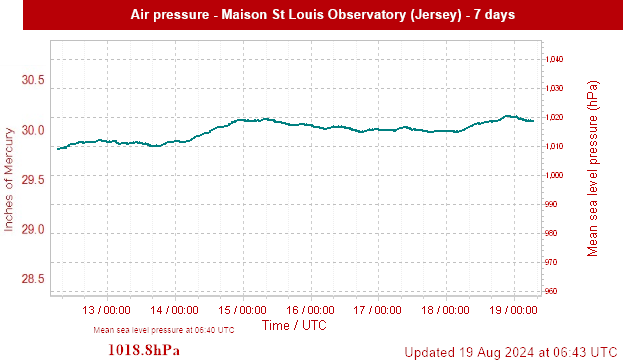 Air pressure - Maison St Louis Observatory (Jersey) - 7 days
30.5
30.0
29.5
29.0
28.5
Inches of Mercury
1,040
1,030
1,020
1,010
1,000
990
980
970
960
Mean sea level pressure (hPa)
13 / 00:00 14 / 00:00 15 / 00:00 16 / 00:00 17 / 00:00 18 / 00:00 19 / 00:00
Time / UTC
Mean sea level pressure at 06:40 UTC
1018.8hPa
Updated 19 Aug 2024 at 06:43 UTC